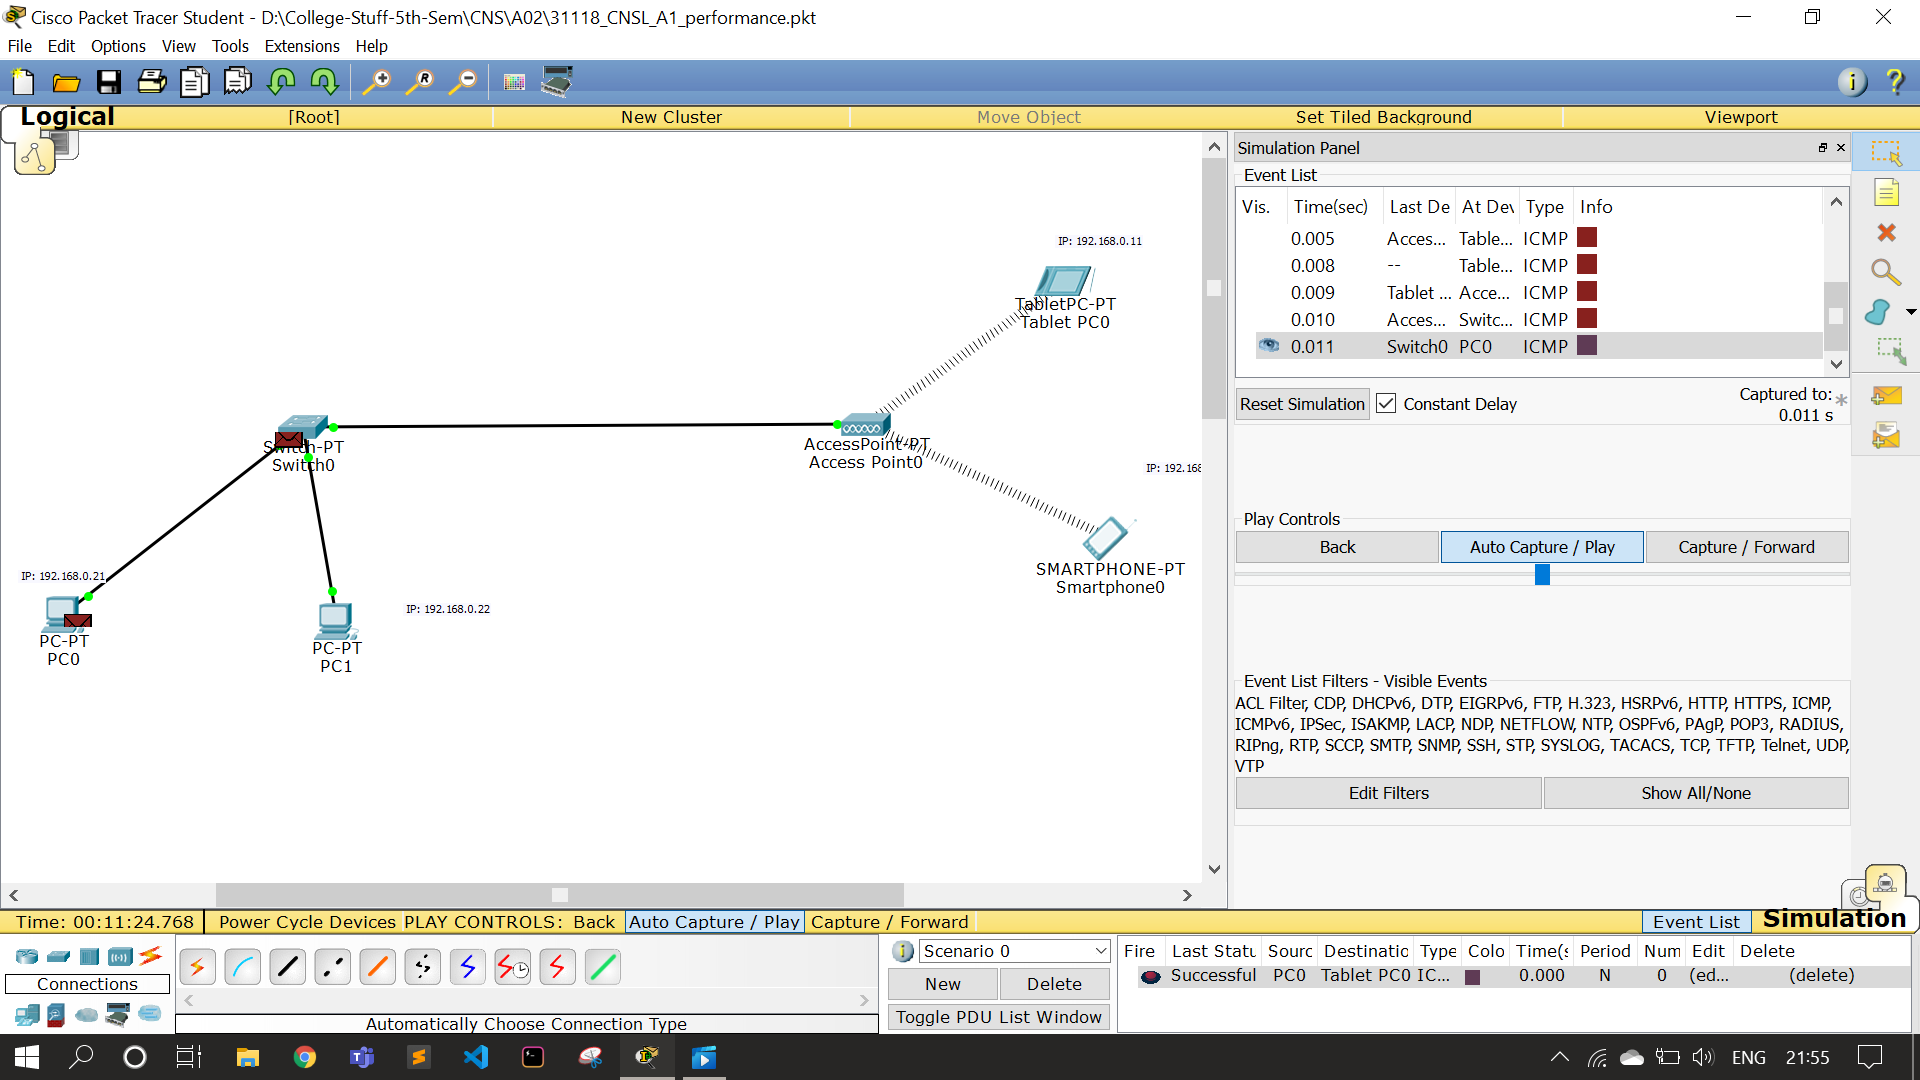 Cisco Packet Tracer Student - D:\College-Stuff-5th-Sem\CNS\A02\31118_CNSL_A1_performance.pkt
File Edit Options View Tools Extensions Help
Logical [Root] New Cluster Move Object Set Tiled Background Viewport
IP: 192.168.0.11
TabletPC-PT
Tablet PC0
Switch-PT
Switch0
AccessPoint-PT
Access Point0
IP: 192.168
SMARTPHONE-PT
Smartphone0
IP: 192.168.0.21
PC-PT
PC0
IP: 192.168.0.22
PC-PT
PC1
Simulation Panel
Event List
Vis. Time(sec) Last De At Dev Type Info
0.005 Acces... Table... ICMP
0.008 -- Table... ICMP
0.009 Tablet ... Acce... ICMP
0.010 Acces... Switc... ICMP
0.011 Switch0 PC0 ICMP
Reset Simulation Constant Delay Captured to: *
0.011 s
Play Controls
Back Auto Capture / Play Capture / Forward
Event List Filters - Visible Events
ACL Filter, CDP, DHCPv6, DTP, EIGRPv6, FTP, H.323, HSRPv6, HTTP, HTTPS, ICMP,
ICMPv6, IPSec, ISAKMP, LACP, NDP, NETFLOW, NTP, OSPFv6, PAgP, POP3, RADIUS,
RIPng, RTP, SCCP, SMTP, SNMP, SSH, STP, SYSLOG, TACACS, TCP, TFTP, Telnet, UDP,
VTP
Edit Filters Show All/None
Time: 00:11:24.768 Power Cycle Devices PLAY CONTROLS: Back Auto Capture / Play Capture / Forward Event List Simulation
Connections
Automatically Choose Connection Type
Scenario 0
New Delete
Toggle PDU List Window
Fire Last Statu Sourc Destinatio Type Colo Time(s Period Num Edit Delete
Successful PC0 Tablet PC0 IC... 0.000 N 0 (ed... (delete)
ENG 21:55